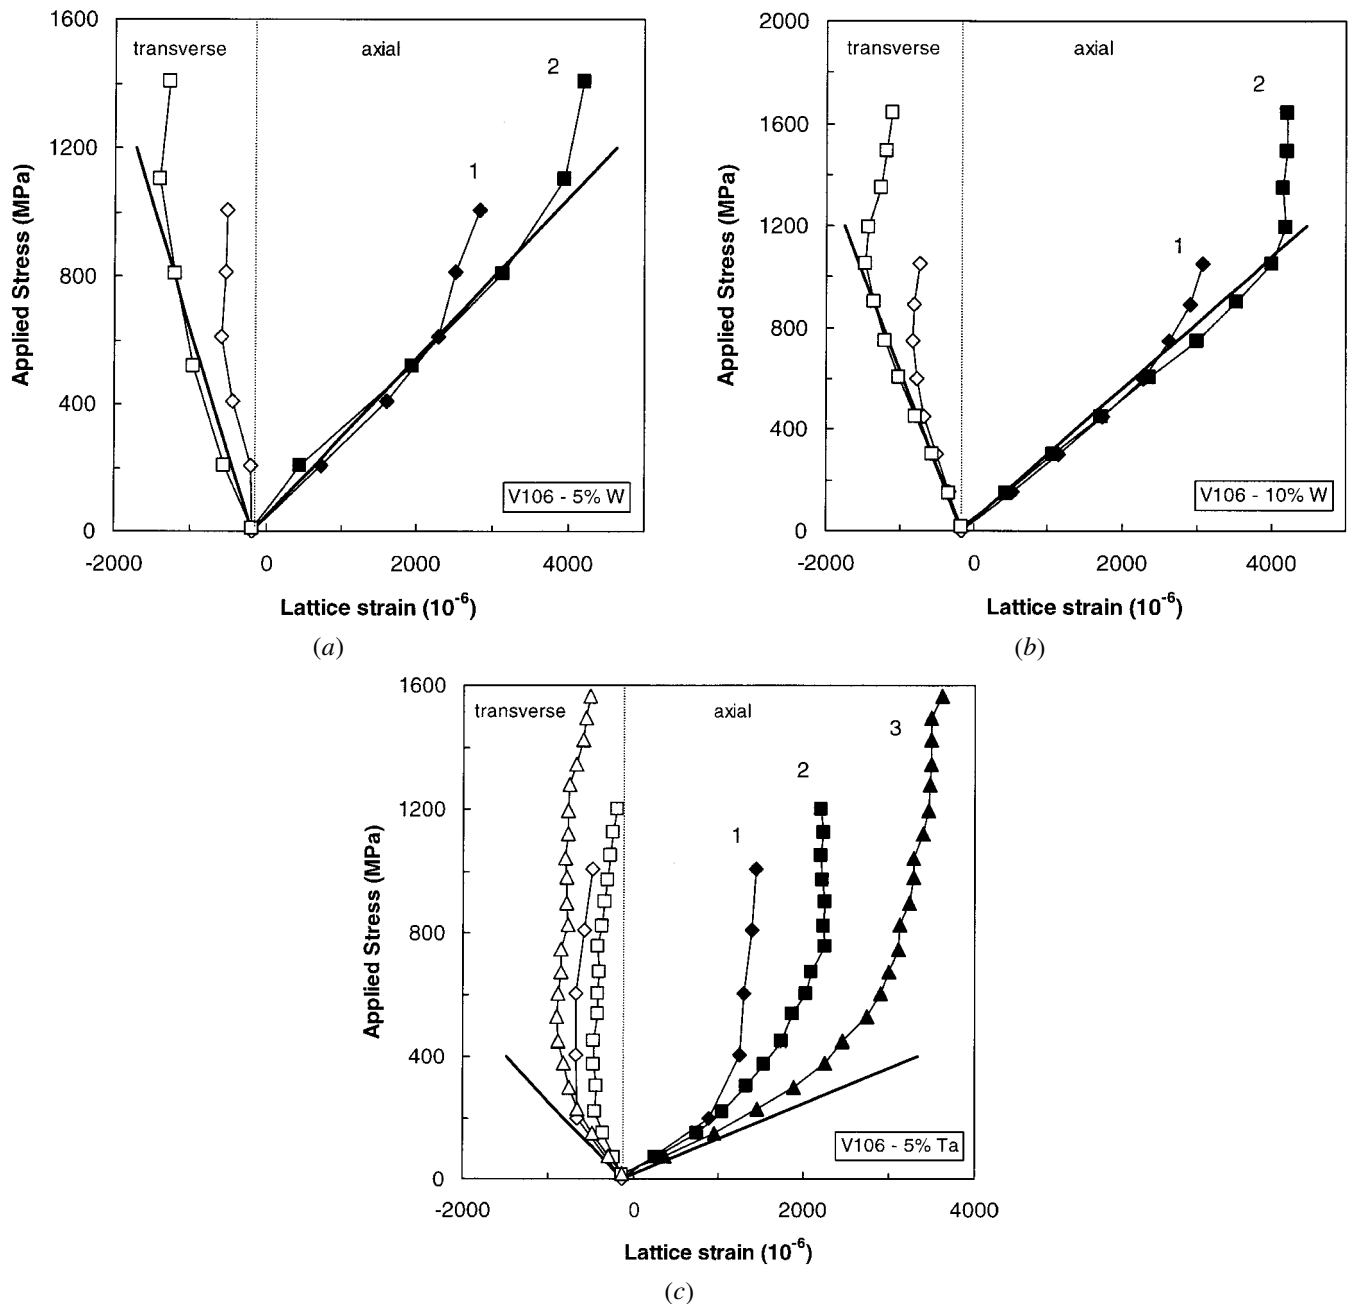 1600
1200
800
400
0
transverse
axial
2
1
V106 - 5% W
-2000
0
2000
4000
Applied Stress (MPa)
Lattice strain (10-6)
(a)
2000
1600
1200
800
400
0
transverse
axial
2
1
V106 - 10% W
-2000
0
2000
4000
Applied Stress (MPa)
Lattice strain (10-6)
(b)
1600
1200
800
400
0
transverse
axial
3
2
1
V106 - 5% Ta
-2000
0
2000
4000
Applied Stress (MPa)
Lattice strain (10-6)
(c)